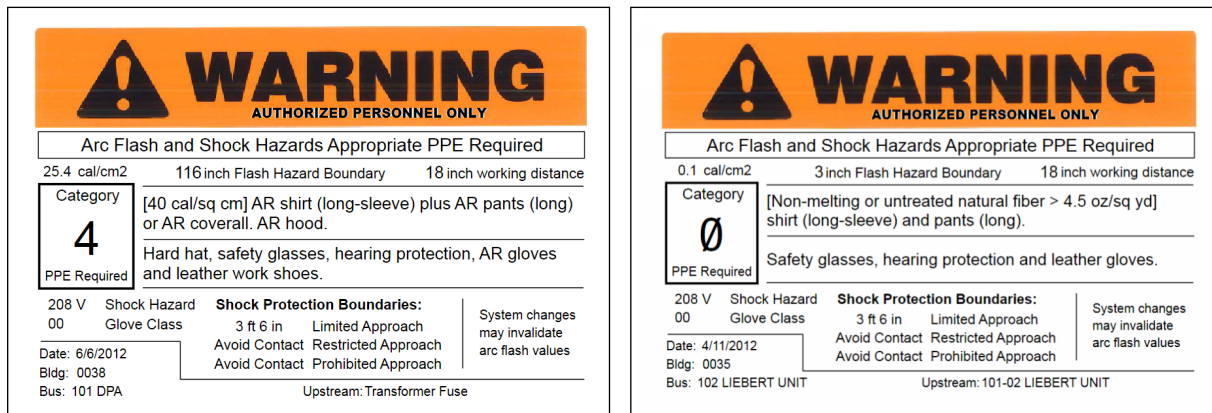 WARNING
AUTHORIZED PERSONNEL ONLY
Arc Flash and Shock Hazards Appropriate PPE Required
25.4 cal/cm2 116 inch Flash Hazard Boundary 18 inch working distance
Category
4
PPE Required
[40 cal/sq cm] AR shirt (long-sleeve) plus AR pants (long)
or AR coverall. AR hood.
Hard hat, safety glasses, hearing protection, AR gloves
and leather work shoes.
208 V Shock Hazard
00 Glove Class
Shock Protection Boundaries:
3 ft 6 in Limited Approach
Avoid Contact Restricted Approach
Avoid Contact Prohibited Approach
System changes
may invalidate
arc flash values
Date: 6/6/2012
Bldg: 0038
Bus: 101 DPA
Upstream: Transformer Fuse
WARNING
AUTHORIZED PERSONNEL ONLY
Arc Flash and Shock Hazards Appropriate PPE Required
0.1 cal/cm2 3 inch Flash Hazard Boundary 18 inch working distance
Category
Ø
PPE Required
[Non-melting or untreated natural fiber > 4.5 oz/sq yd]
shirt (long-sleeve) and pants (long).
Safety glasses, hearing protection and leather gloves.
208 V Shock Hazard
00 Glove Class
Shock Protection Boundaries:
3 ft 6 in Limited Approach
Avoid Contact Restricted Approach
Avoid Contact Prohibited Approach
System changes
may invalidate
arc flash values
Date: 4/11/2012
Bldg: 0035
Bus: 102 LIEBERT UNIT
Upstream: 101-02 LIEBERT UNIT